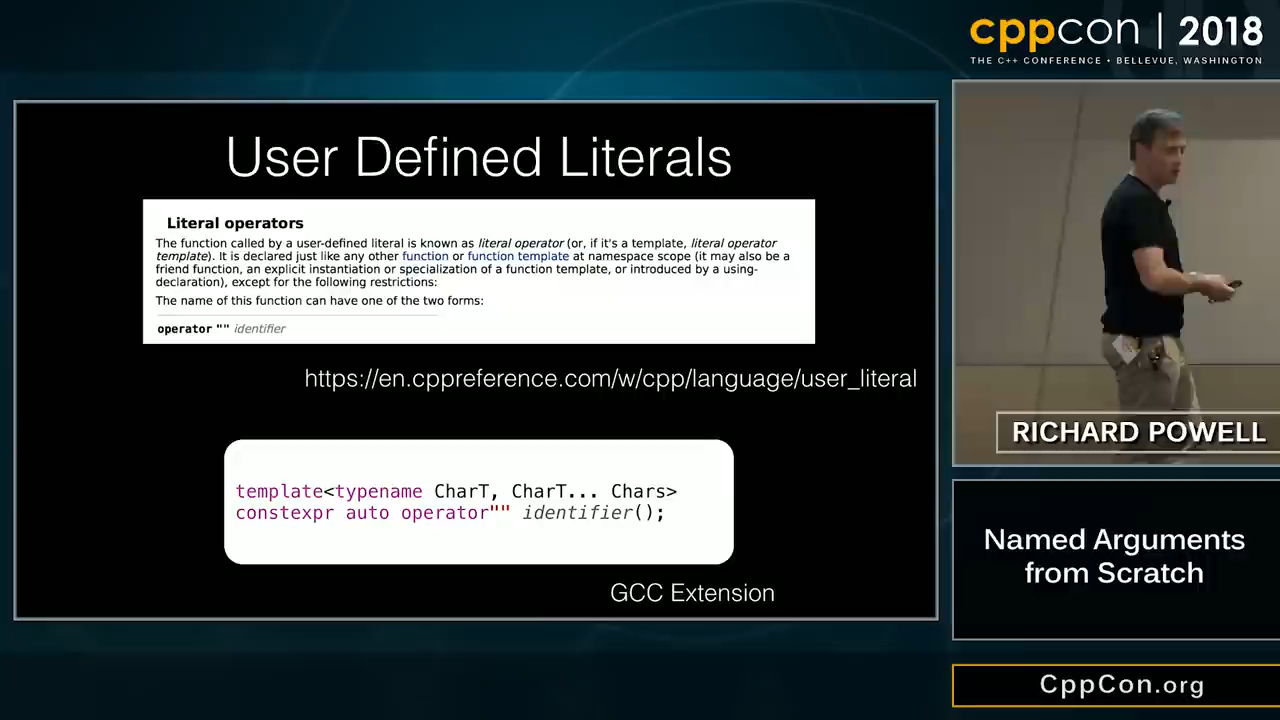 cppcon | 2018
THE C++ CONFERENCE • BELLEVUE, WASHINGTON
User Defined Literals
Literal operators
The function called by a user-defined literal is known as literal operator (or, if it's a template, literal operator
template). It is declared just like any other function or function template at namespace scope (it may also be a
friend function, an explicit instantiation or specialization of a function template, or introduced by a using-
declaration), except for the following restrictions:
The name of this function can have one of the two forms:
operator "" identifier
https://en.cppreference.com/w/cpp/language/user_literal
template<typename CharT, CharT... Chars>
constexpr auto operator"" identifier();
GCC Extension
RICHARD POWELL
Named Arguments
from Scratch
CppCon.org